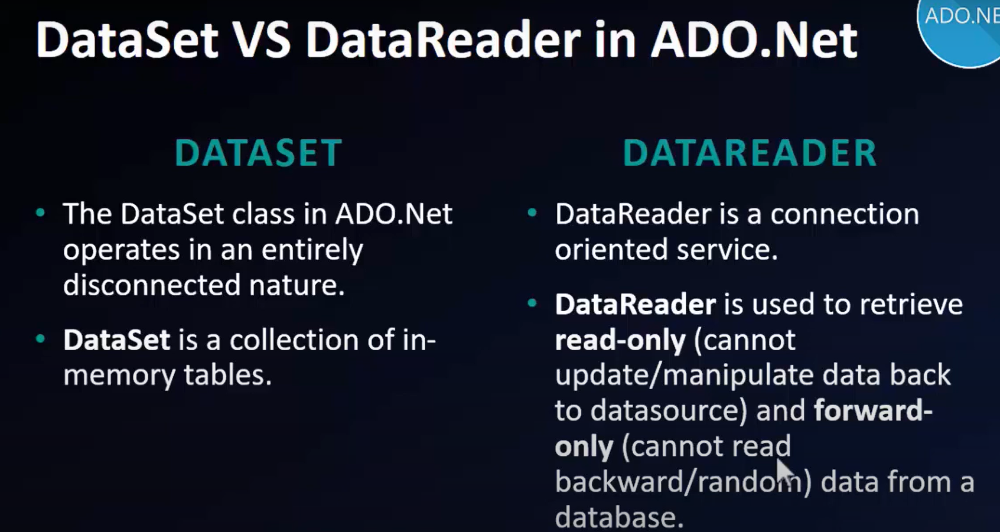 DataSet VS DataReader in ADO.Net
ADO.NE
DATASET
• The DataSet class in ADO.Net
operates in an entirely
disconnected nature.
• DataSet is a collection of in-
memory tables.
DATAREADER
• DataReader is a connection
oriented service.
• DataReader is used to retrieve
read-only (cannot
update/manipulate data back
to datasource) and forward-
only (cannot read
backward/random) data from a
database.